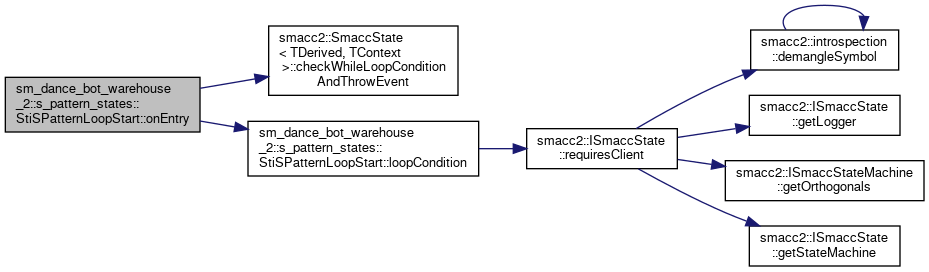 sm_dance_bot_warehouse
_2::s_pattern_states::
StiSPatternLoopStart::onEntry
smacc2::SmaccState
< TDerived, TContext
>::checkWhileLoopCondition
AndThrowEvent
sm_dance_bot_warehouse
_2::s_pattern_states::
StiSPatternLoopStart::loopCondition
smacc2::ISmaccState
::requiresClient
smacc2::introspection
::demangleSymbol
smacc2::ISmaccState
::getLogger
smacc2::ISmaccStateMachine
::getOrthogonals
smacc2::ISmaccState
::getStateMachine